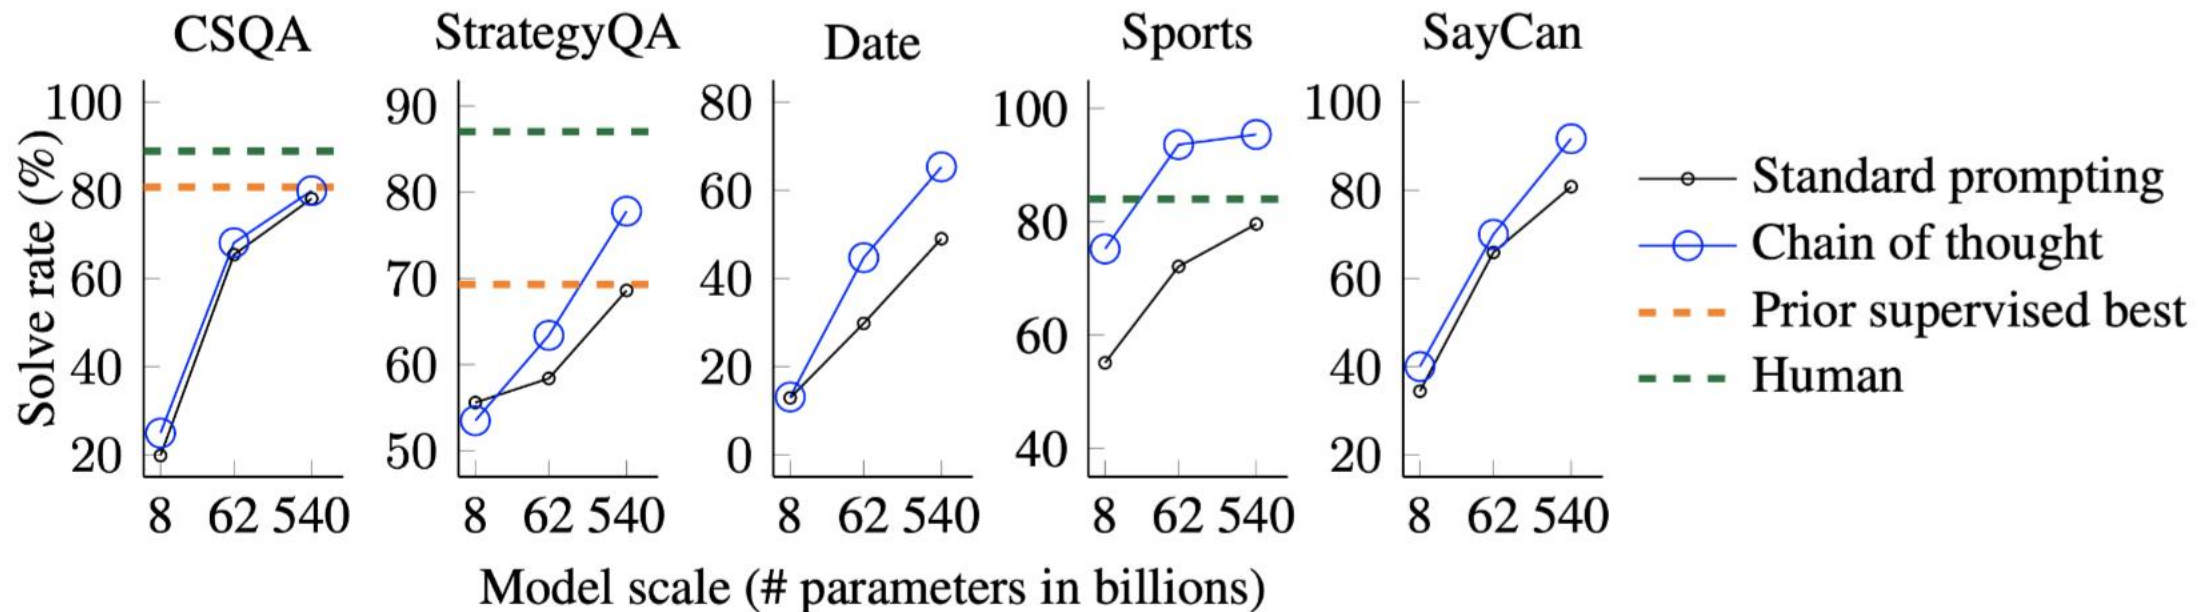 CSQA
StrategyQA
Date
Sports
SayCan
Solve rate (%)
100
80
60
40
20
8 62 540
90
80
70
60
50
8 62 540
80
60
40
20
0
8 62 540
100
80
60
40
8 62 540
100
80
60
40
20
8 62 540
Standard prompting
Chain of thought
Prior supervised best
Human
Model scale (# parameters in billions)